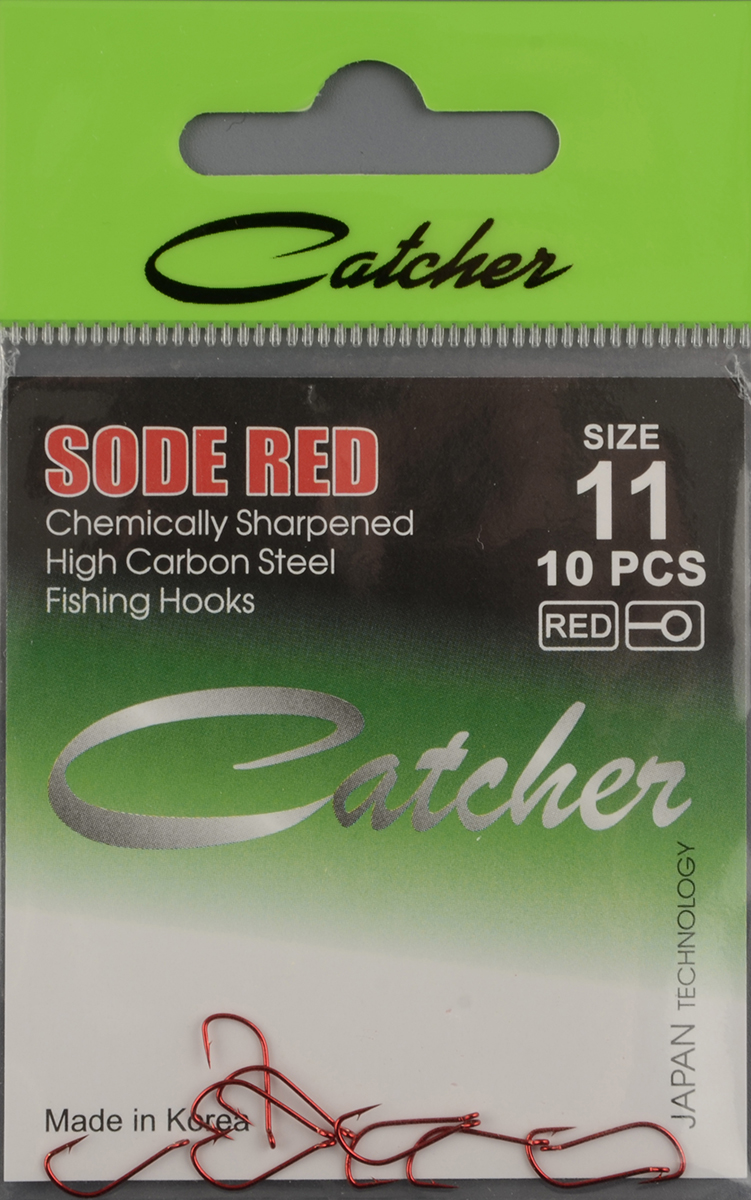 Catcher
SODE RED
Chemically Sharpened
High Carbon Steel
Fishing Hooks
SIZE
11
10 PCS
RED
Catcher
JAPAN TECHNOLOGY
Made in Korea